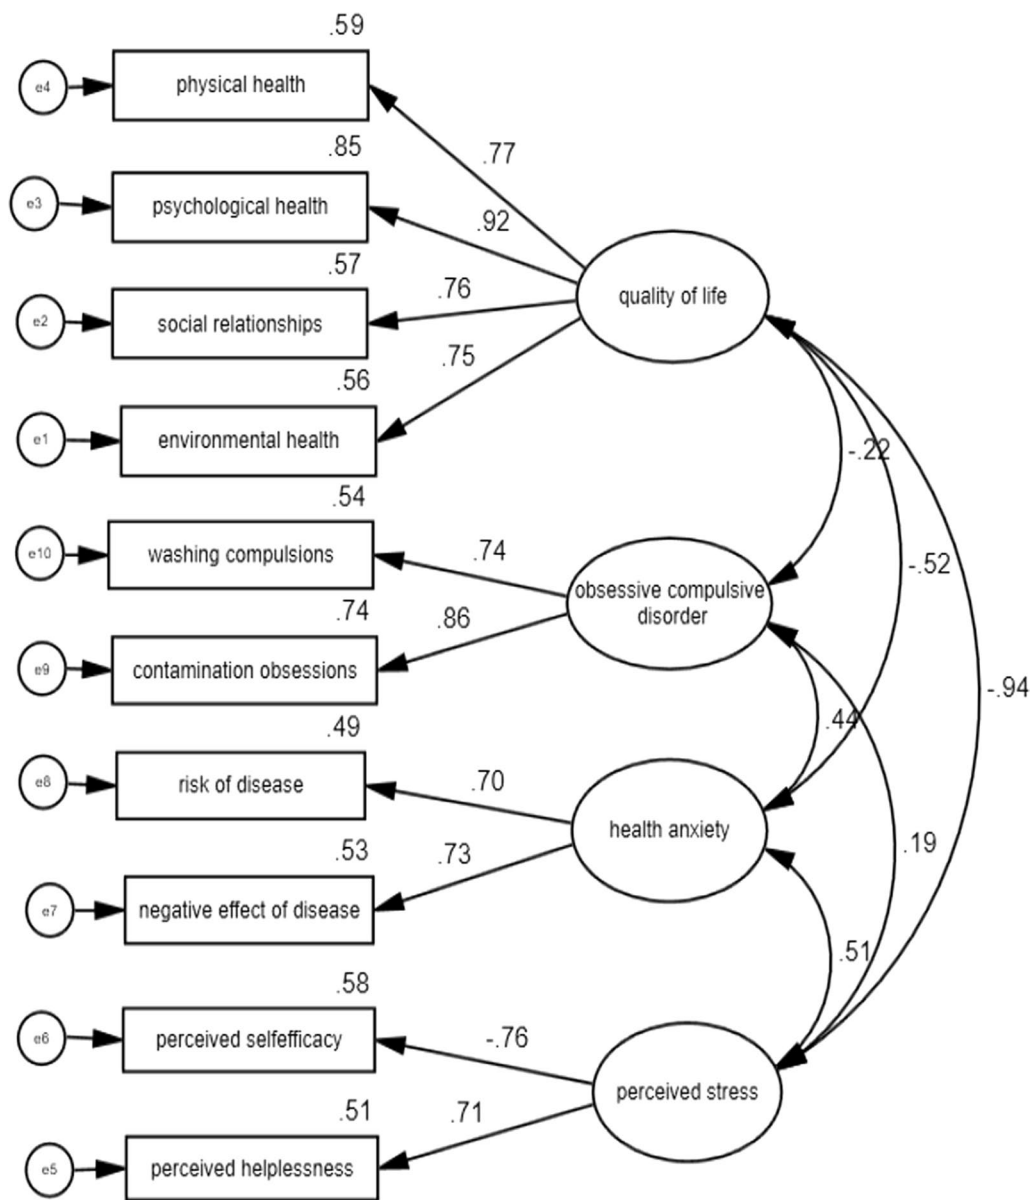 .59
e4
physical health
.77
.85
e3
psychological health
.92
.57
e2
social relationships
.76
quality of life
.56
e1
environmental health
.75
-.22
.54
e10
washing compulsions
.74
-.52
obsessive compulsive
disorder
.74
e9
contamination obsessions
.86
-.94
.44
.49
e8
risk of disease
.70
health anxiety
.19
.53
e7
negative effect of disease
.73
.51
.58
e6
perceived selfefficacy
-.76
perceived stress
.51
e5
perceived helplessness
.71